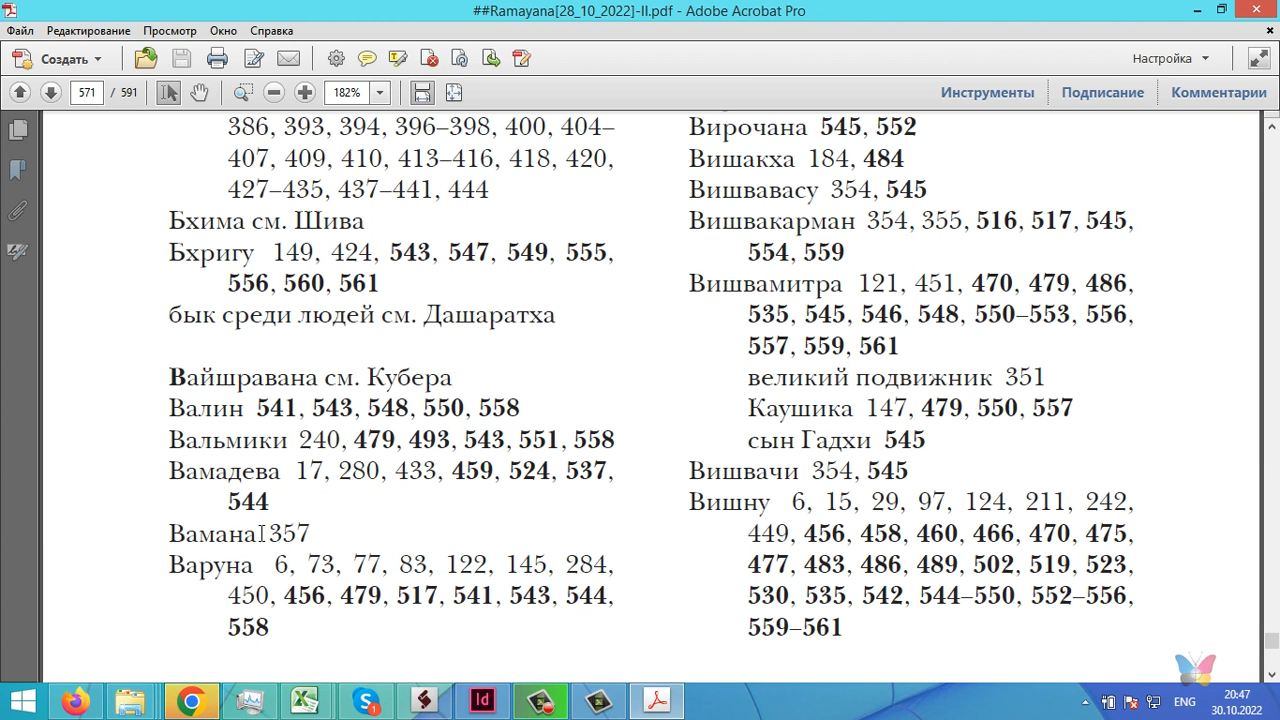 ##Ramayana[28_10_2022]-II.pdf - Adobe Acrobat Pro
Файл Редактирование Просмотр Окно Справка
Создать Настройка
571 / 591 182% Инструменты Подписание Комментарии
386, 393, 394, 396–398, 400, 404–
407, 409, 410, 413–416, 418, 420,
427–435, 437–441, 444
Бхима см. Шива
Бхригу 149, 424, 543, 547, 549, 555,
556, 560, 561
бык среди людей см. Дашаратха
Вайшравана см. Кубера
Валин 541, 543, 548, 550, 558
Вальмики 240, 479, 493, 543, 551, 558
Вамадева 17, 280, 433, 459, 524, 537,
544
Вамана 357
Варуна 6, 73, 77, 83, 122, 145, 284,
450, 456, 479, 517, 541, 543, 544,
558
Вирочана 545, 552
Вишакха 184, 484
Вишвавасу 354, 545
Вишвакарман 354, 355, 516, 517, 545,
554, 559
Вишвамитра 121, 451, 470, 479, 486,
535, 545, 546, 548, 550–553, 556,
557, 559, 561
великий подвижник 351
Каушика 147, 479, 550, 557
сын Гадхи 545
Вишвачи 354, 545
Вишну 6, 15, 29, 97, 124, 211, 242,
449, 456, 458, 460, 466, 470, 475,
477, 483, 486, 489, 502, 519, 523,
530, 535, 542, 544–550, 552–556,
559–561
ENG
20:47
30.10.2022